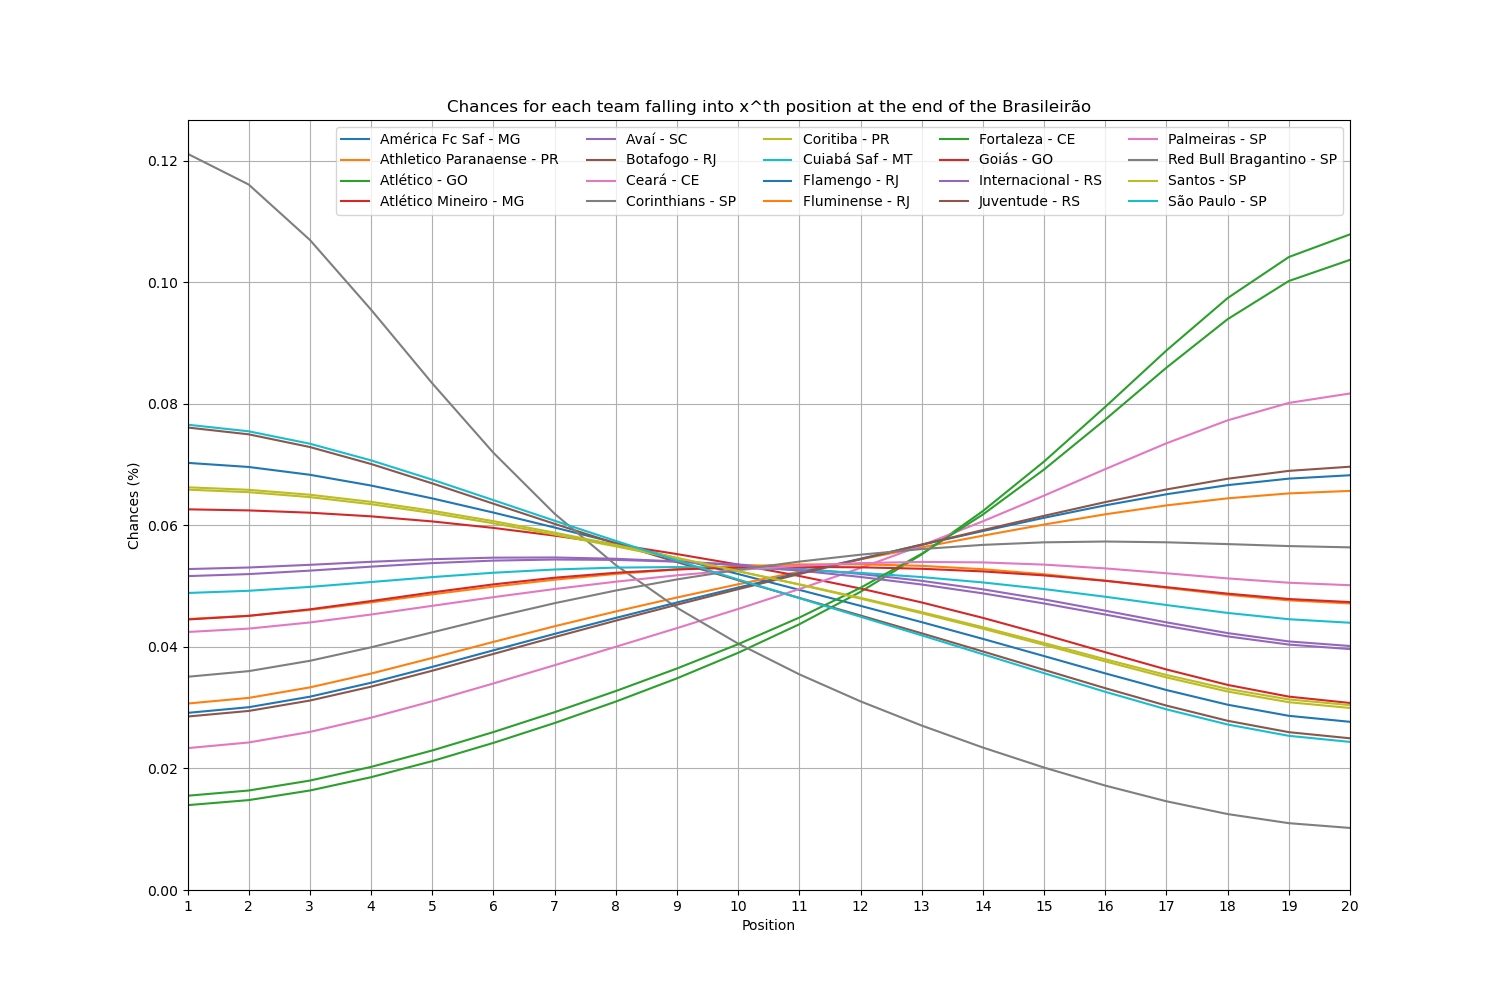 Chances for each team falling into x^th position at the end of the Brasileirão
América Fc Saf - MG
Athletico Paranaense - PR
Atlético - GO
Atlético Mineiro - MG
Avaí - SC
Botafogo - RJ
Ceará - CE
Corinthians - SP
Coritiba - PR
Cuiabá Saf - MT
Flamengo - RJ
Fluminense - RJ
Fortaleza - CE
Goiás - GO
Internacional - RS
Juventude - RS
Palmeiras - SP
Red Bull Bragantino - SP
Santos - SP
São Paulo - SP
Chances (%)
0.12
0.10
0.08
0.06
0.04
0.02
0.00
1 2 3 4 5 6 7 8 9 10 11 12 13 14 15 16 17 18 19 20
Position